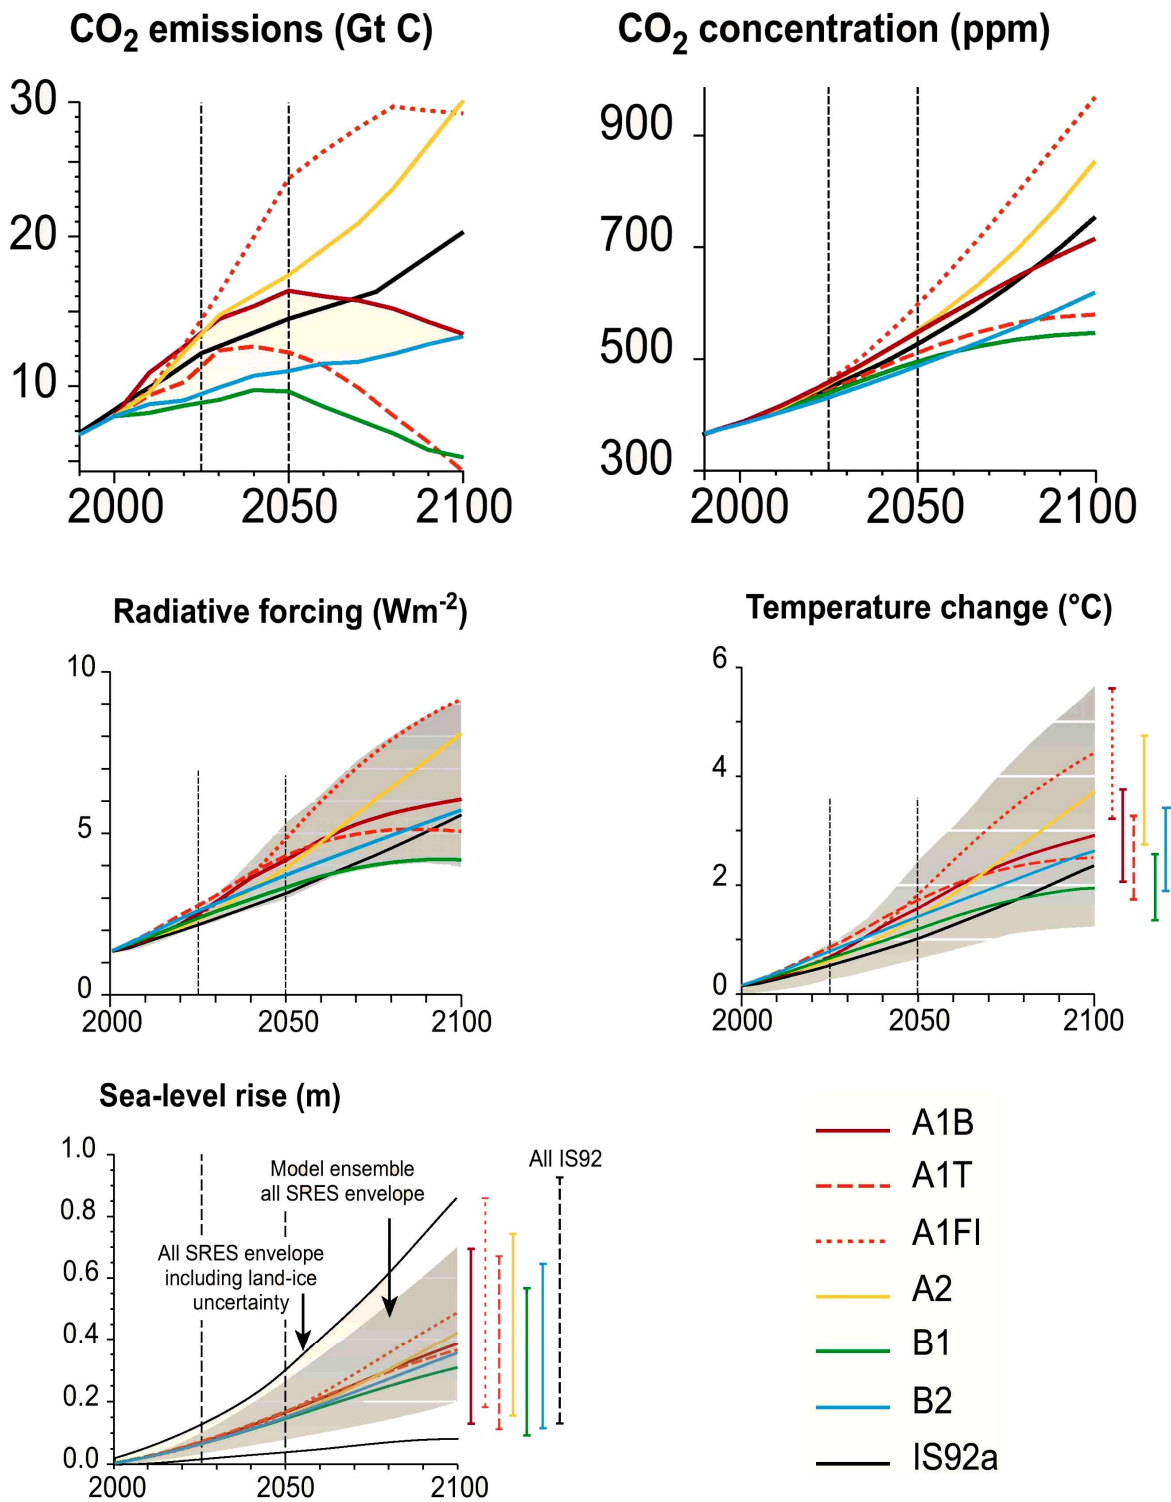 CO2 emissions (Gt C)
30
20
10
2000 2050 2100
CO2 concentration (ppm)
900
700
500
300
2000 2050 2100
Radiative forcing (Wm-2)
10
5
0
2000 2050 2100
Temperature change (°C)
6
4
2
0
2000 2050 2100
Sea-level rise (m)
1.0
0.8
0.6
0.4
0.2
0.0
2000 2050 2100
Model ensemble
all SRES envelope
All SRES envelope
including land-ice
uncertainty
All IS92
A1B
A1T
A1FI
A2
B1
B2
IS92a